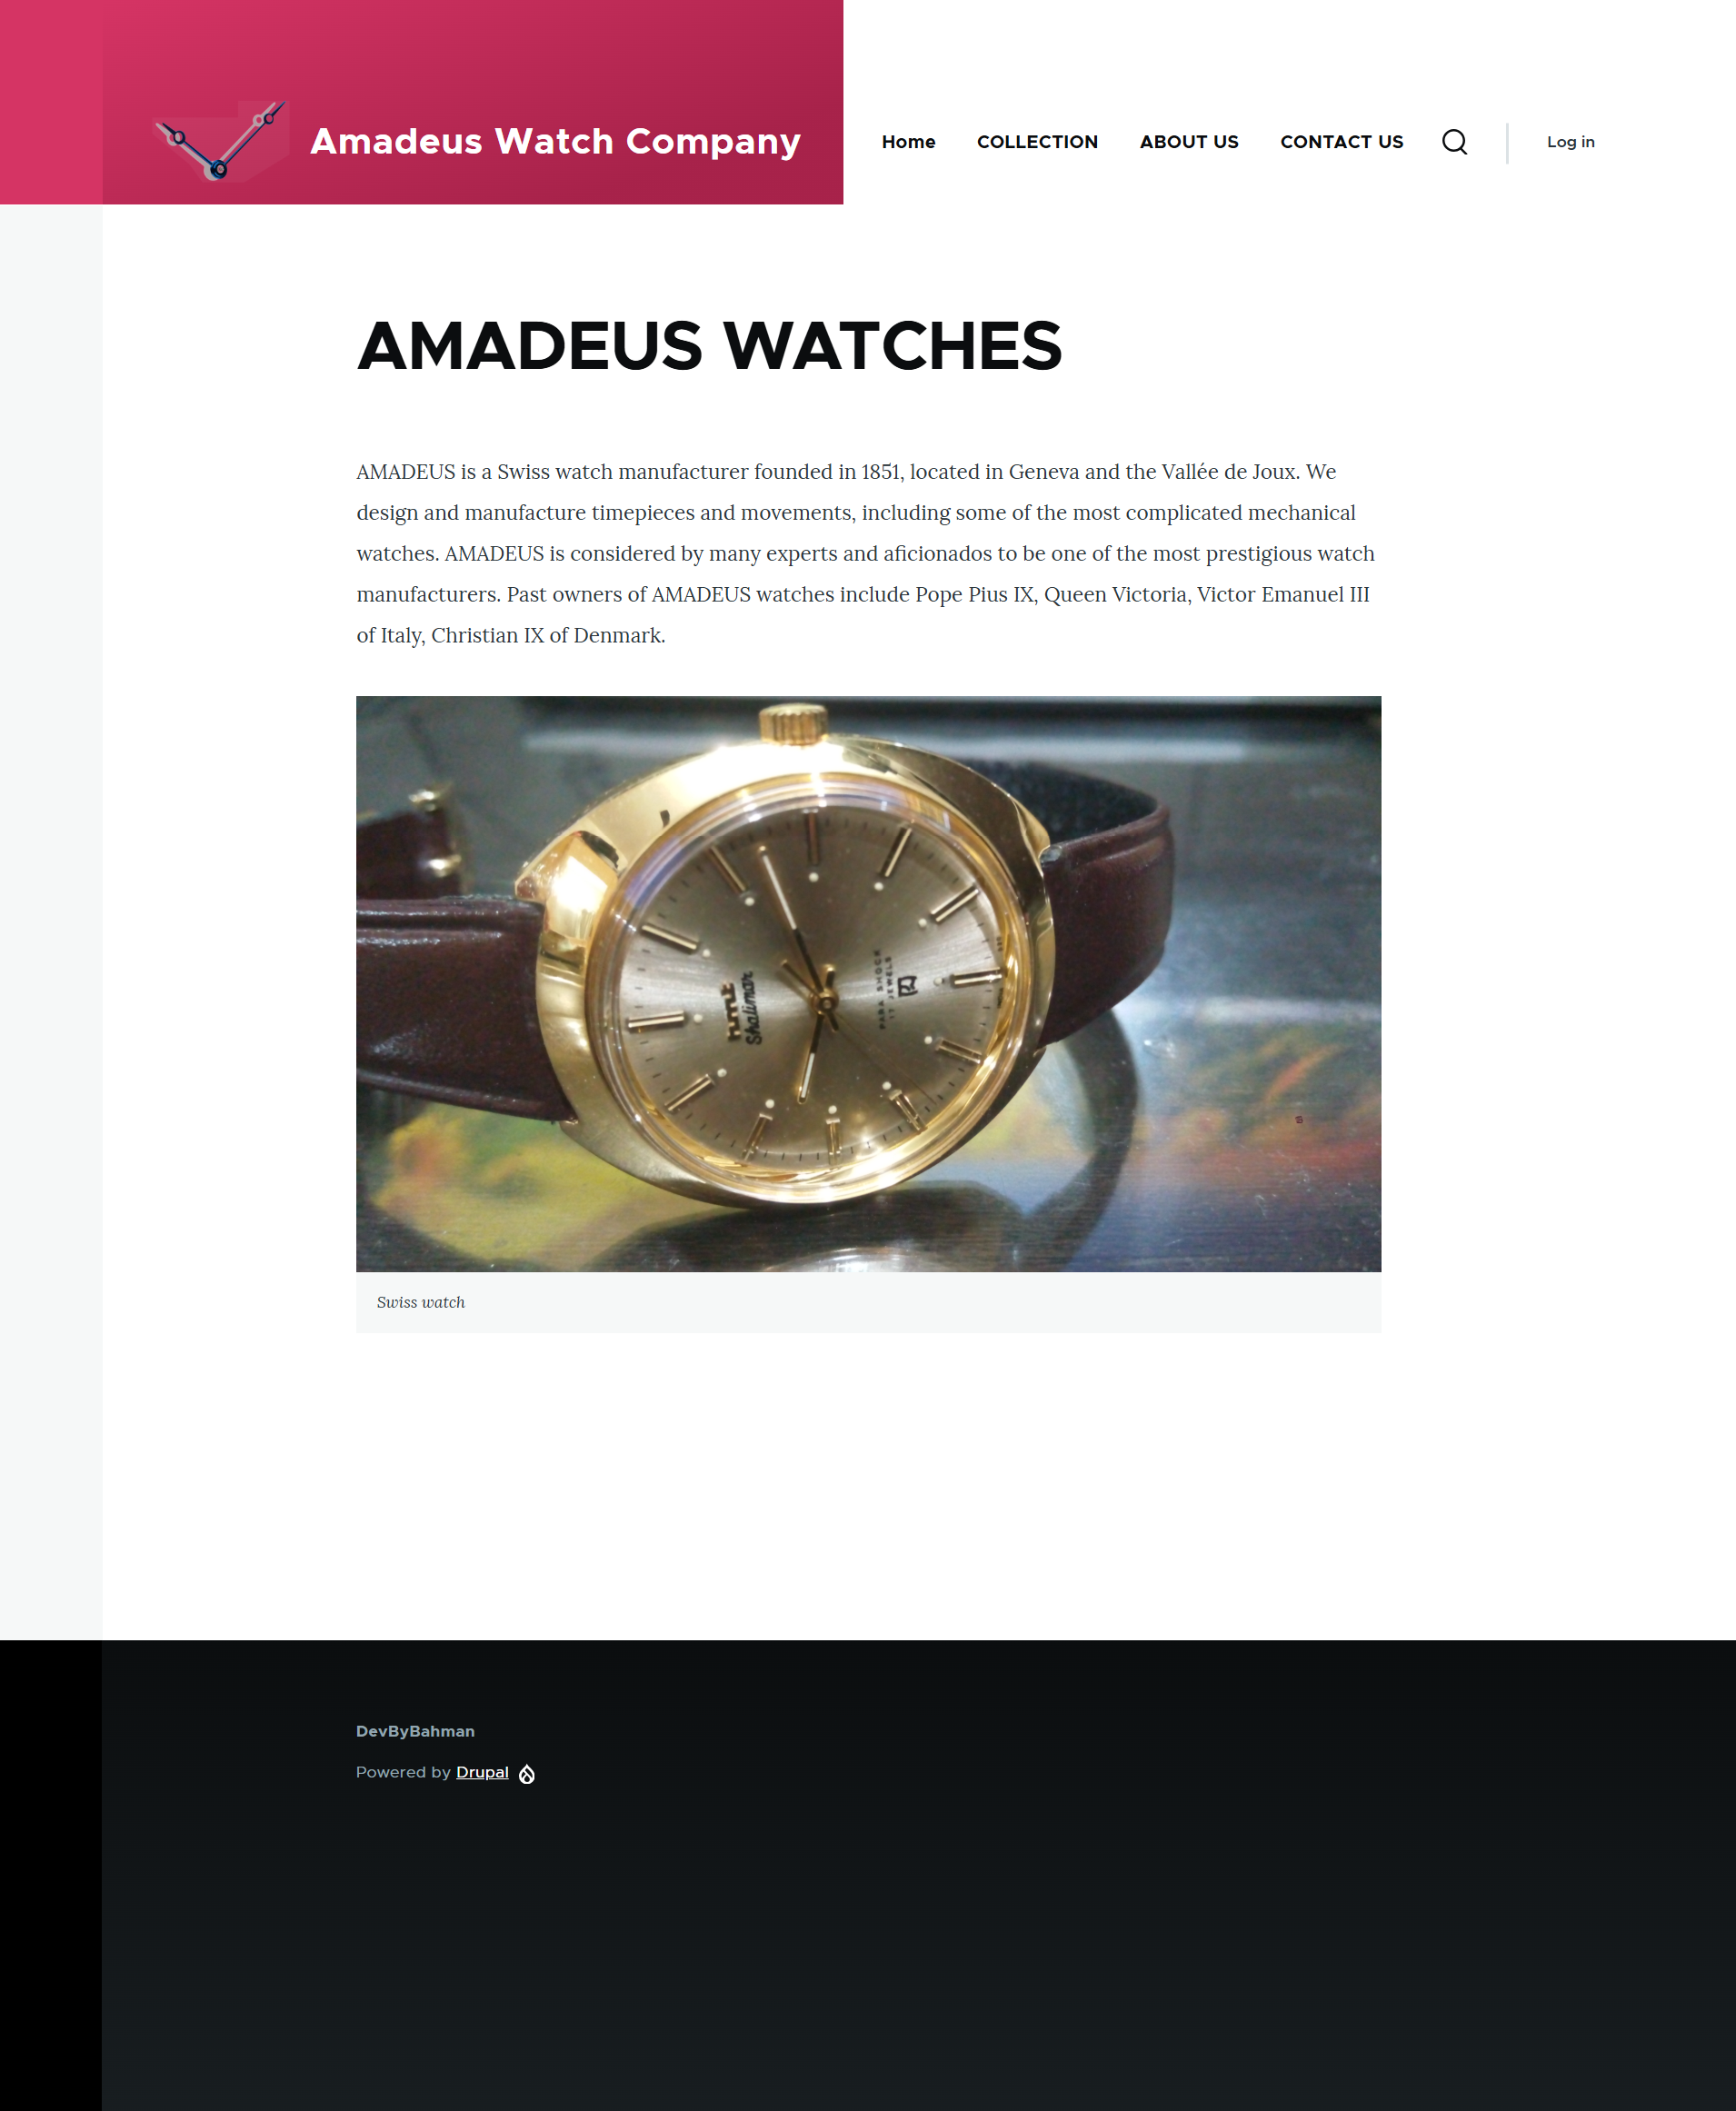 Amadeus Watch Company
Home
COLLECTION
ABOUT US
CONTACT US
Log in
AMADEUS WATCHES
AMADEUS is a Swiss watch manufacturer founded in 1851, located in Geneva and the Vallée de Joux. We
design and manufacture timepieces and movements, including some of the most complicated mechanical
watches. AMADEUS is considered by many experts and aficionados to be one of the most prestigious watch
manufacturers. Past owners of AMADEUS watches include Pope Pius IX, Queen Victoria, Victor Emanuel III
of Italy, Christian IX of Denmark.
hmt
Shalimar
PARA SHOCK
17 JEWELS
Swiss watch
DevByBahman
Powered by Drupal